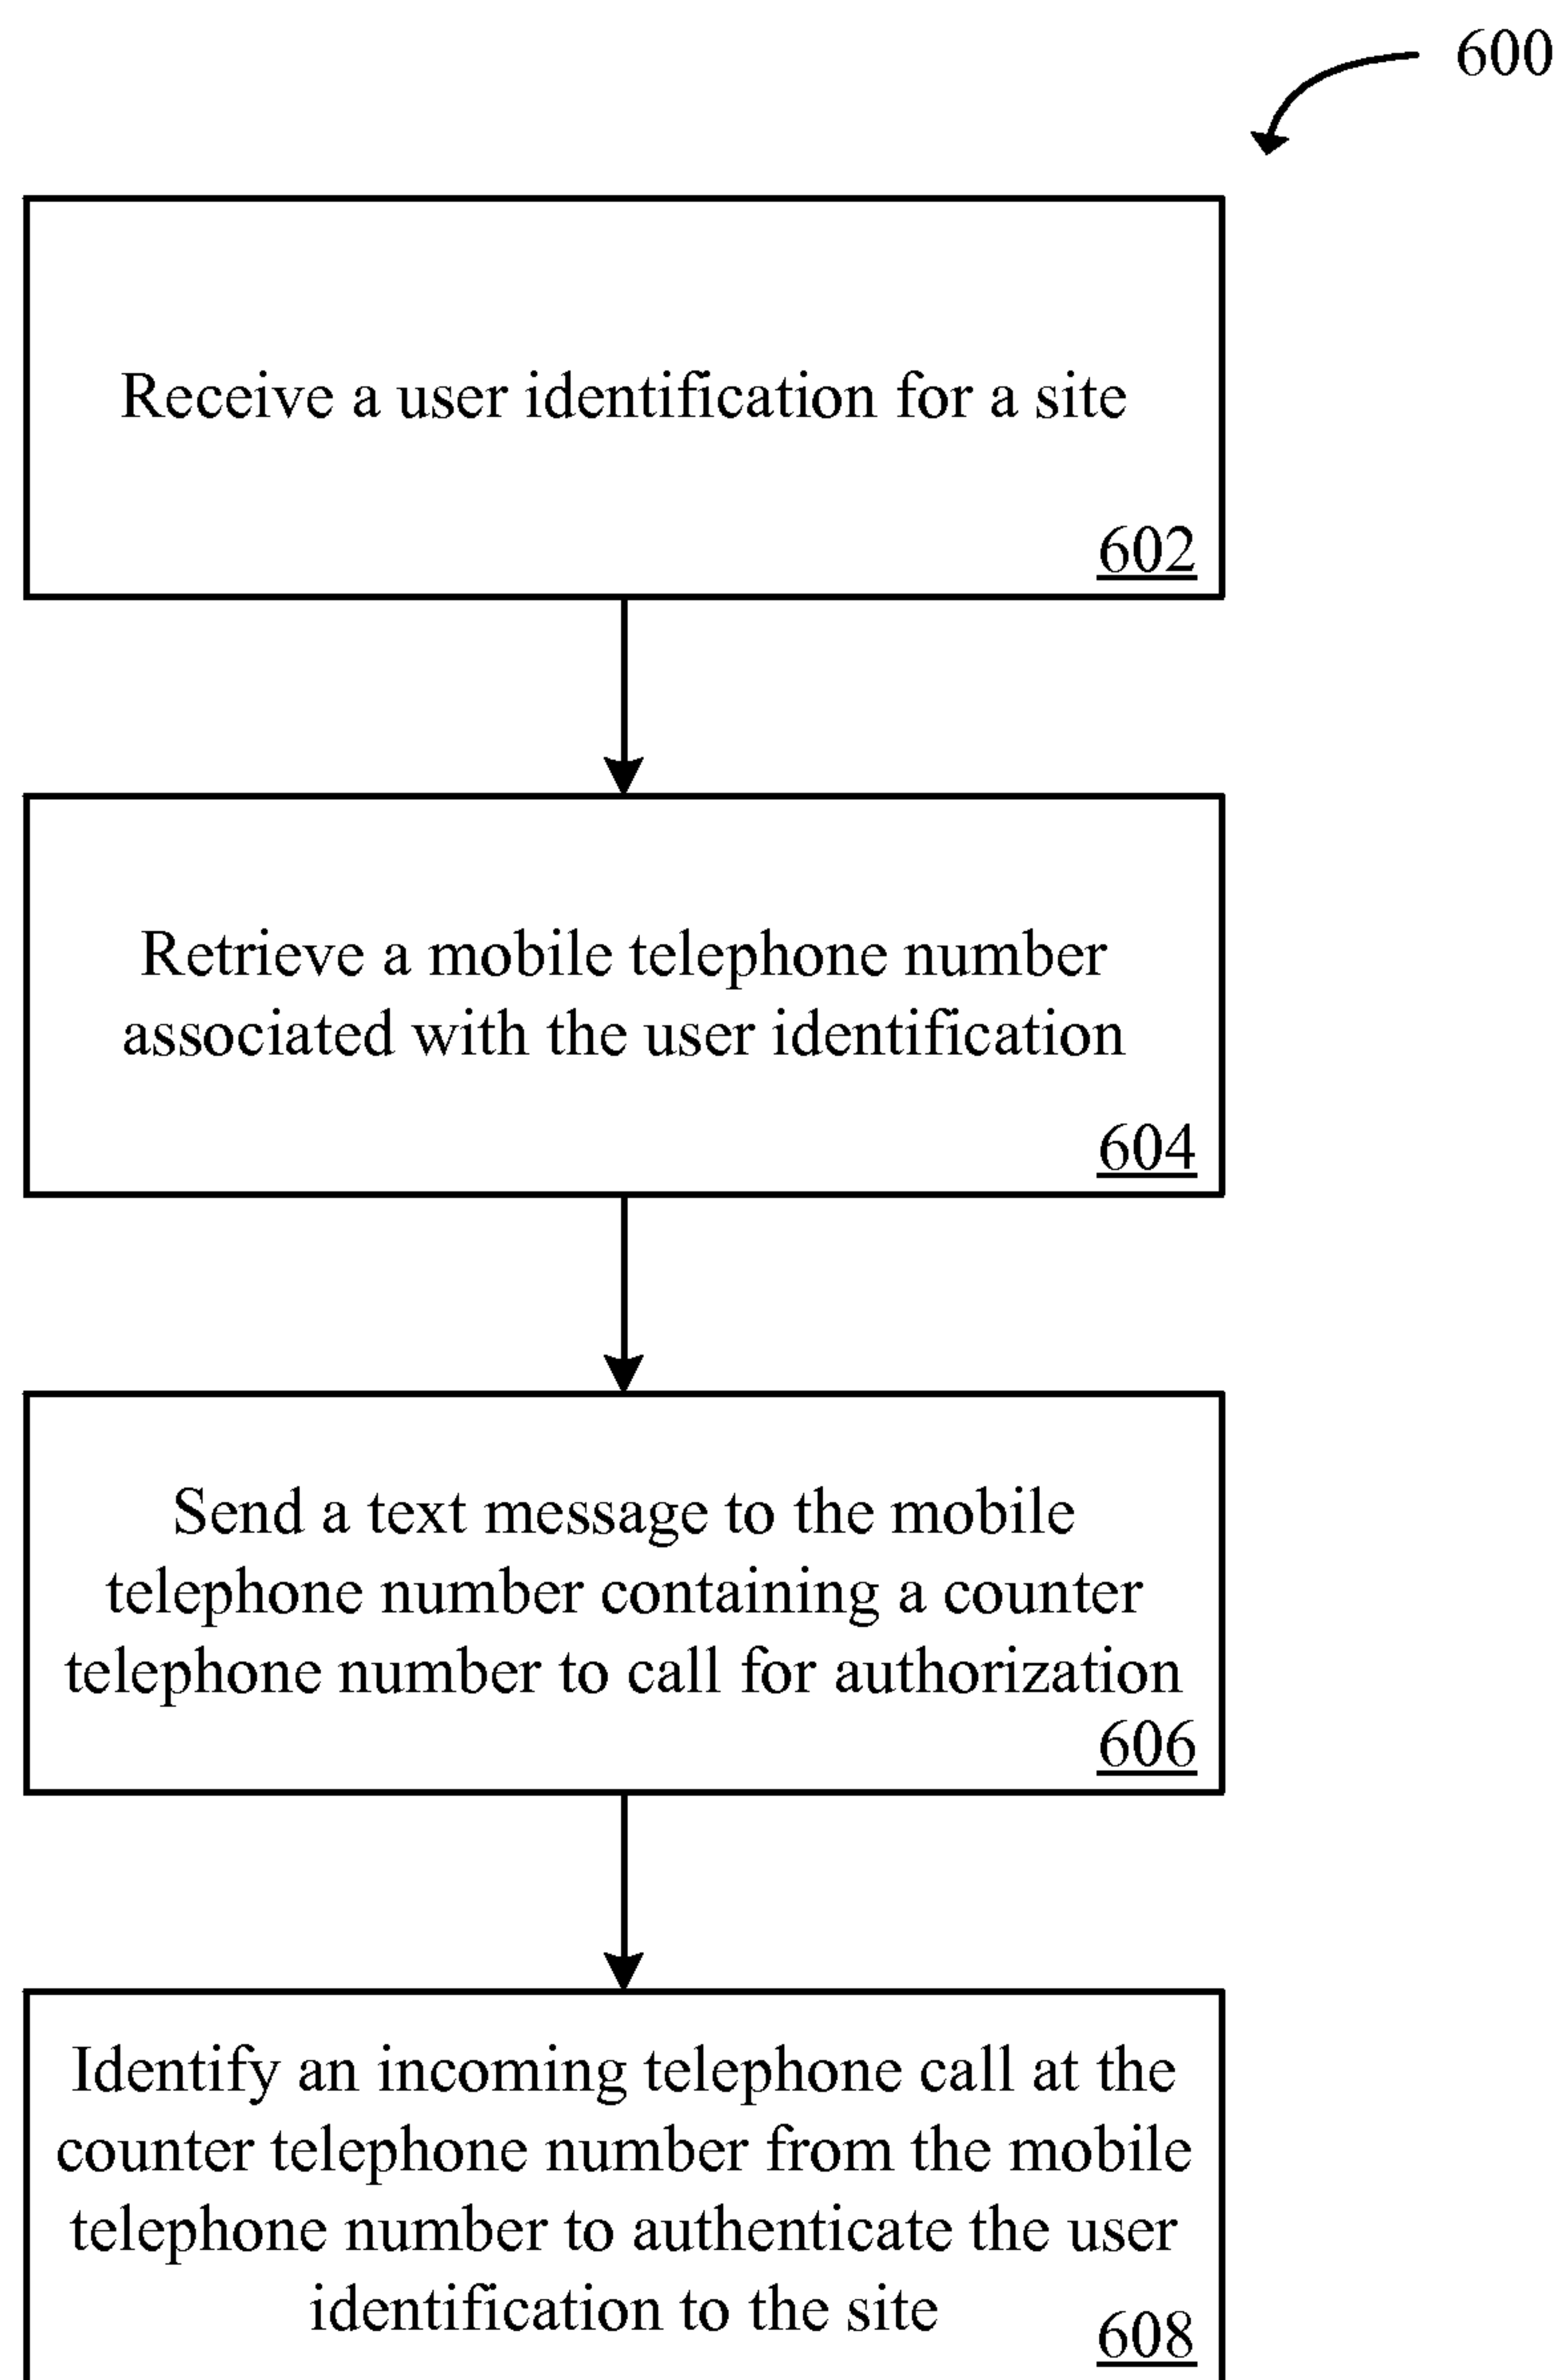 600
Receive a user identification for a site
602
Retrieve a mobile telephone number
associated with the user identification
604
Send a text message to the mobile
telephone number containing a counter
telephone number to call for authorization
606
Identify an incoming telephone call at the
counter telephone number from the mobile
telephone number to authenticate the user
identification to the site
608